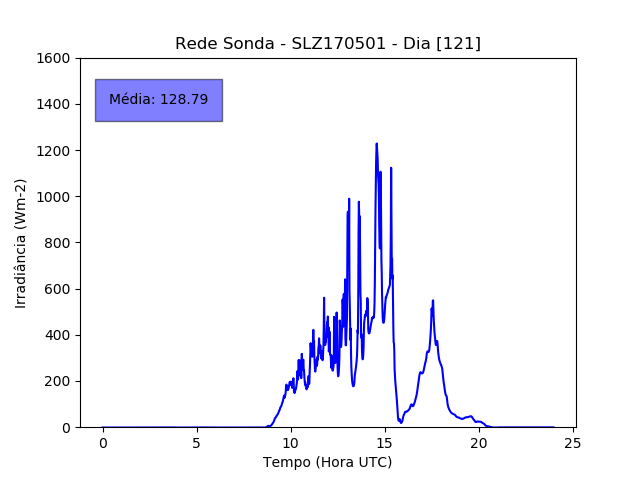 Rede Sonda - SLZ170501 - Dia [121]
1600
1400
1200
1000
800
600
400
200
0
Média: 128.79
Irradiância (Wm-2)
0 5 10 15 20 25
Tempo (Hora UTC)